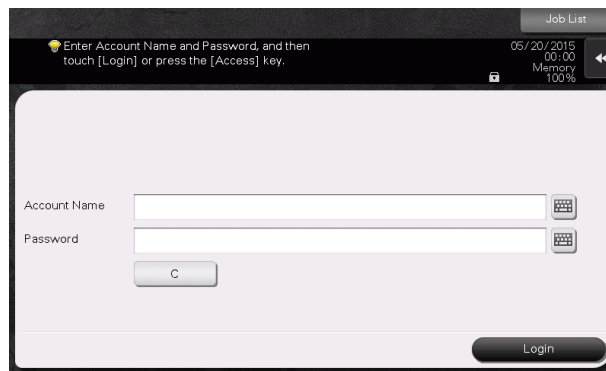 Job List
Enter Account Name and Password, and then
touch [Login] or press the [Access] key.
05/20/2015
00:00
Memory
100%
Account Name
Password
C
Login